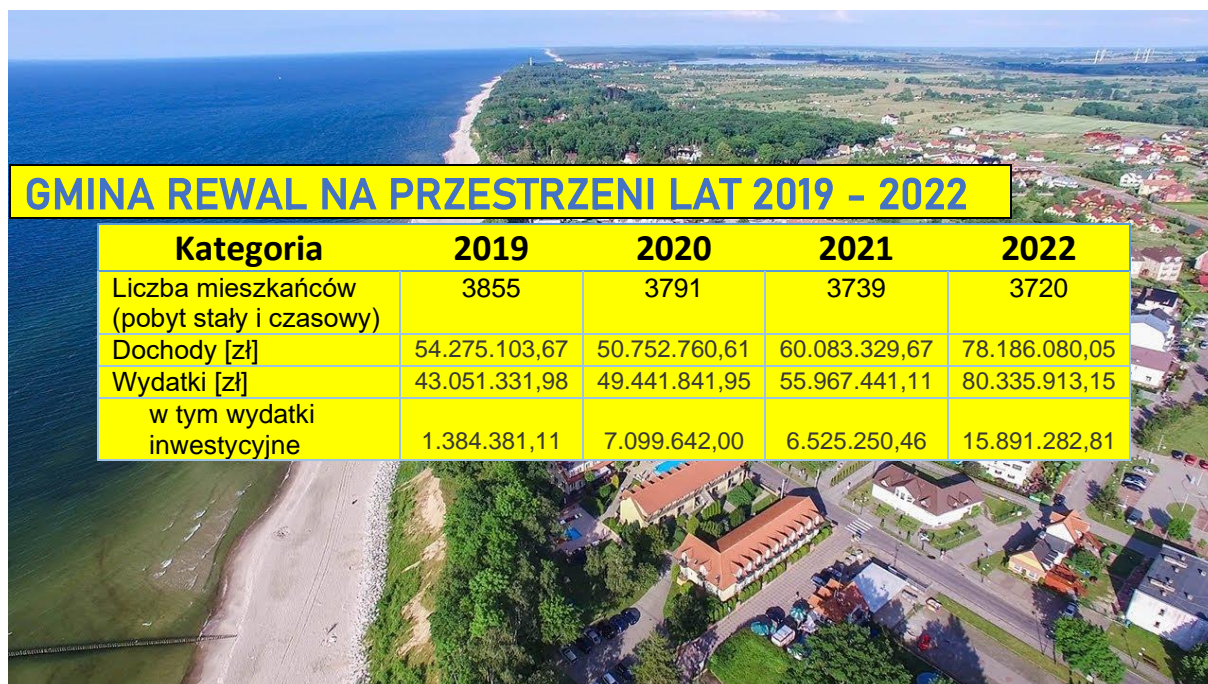 GMINA REWAL NA PRZESTRZENI LAT 2019 - 2022
Kategoria 2019 2020 2021 2022
Liczba mieszkańców 3855 3791 3739 3720
(pobyt stały i czasowy)
Dochody [zł] 54.275.103,67 50.752.760,61 60.083.329,67 78.186.080,05
Wydatki [zł] 43.051.331,98 49.441.841,95 55.967.441,11 80.335.913,15
w tym wydatki
inwestycyjne 1.384.381,11 7.099.642,00 6.525.250,46 15.891.282,81